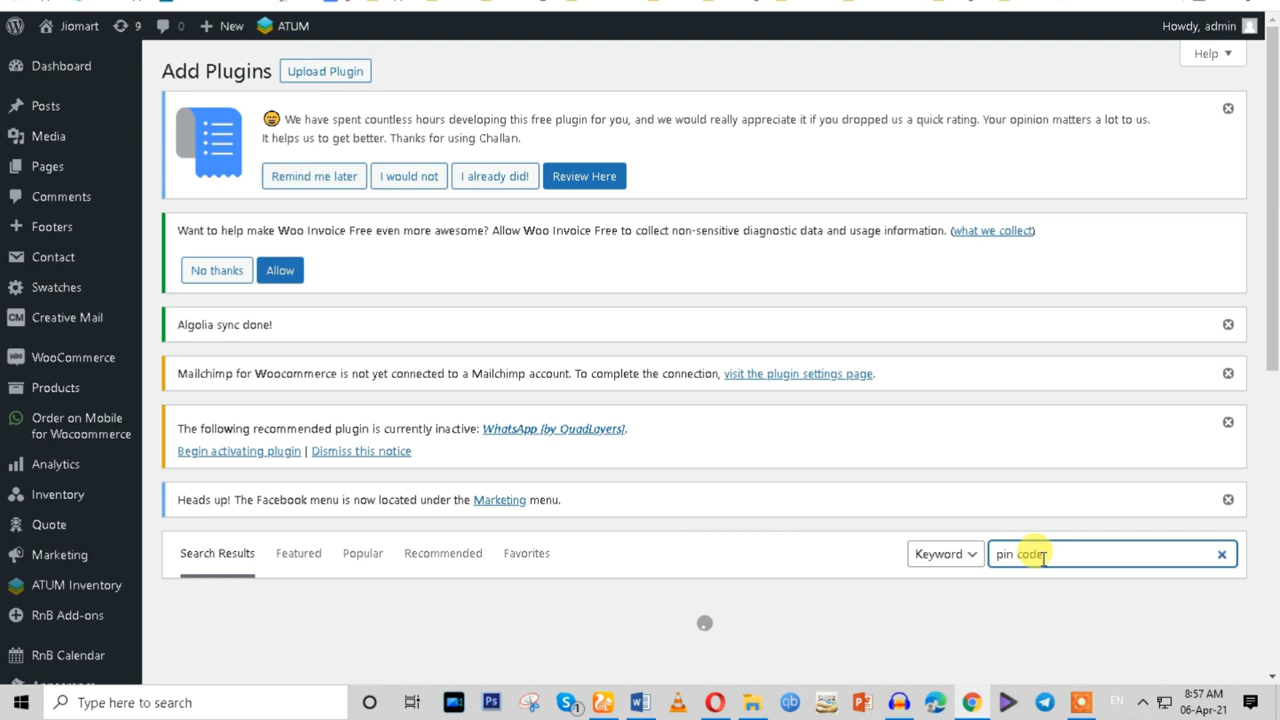 Jiomart 9 0 New ATUM Howdy, admin
Help
Dashboard
Posts
Media
Pages
Comments
Footers
Contact
Swatches
CM Creative Mail
WooCommerce
Products
Order on Mobile
for Wocoommerce
Analytics
Inventory
Quote
Marketing
ATUM Inventory
RnB Add-ons
RnB Calendar
Add Plugins Upload Plugin
We have spent countless hours developing this free plugin for you, and we would really appreciate it if you dropped us a quick rating. Your opinion matters a lot to us.
It helps us to get better. Thanks for using Challan.
Remind me later I would not I already did! Review Here
Want to help make Woo Invoice Free even more awesome? Allow Woo Invoice Free to collect non-sensitive diagnostic data and usage information. (what we collect)
No thanks Allow
Algolia sync done!
Mailchimp for Woocommerce is not yet connected to a Mailchimp account. To complete the connection, visit the plugin settings page.
The following recommended plugin is currently inactive: WhatsApp [by QuadLayers].
Begin activating plugin | Dismiss this notice
Heads up! The Facebook menu is now located under the Marketing menu.
Search Results Featured Popular Recommended Favorites Keyword pin code
Type here to search
ENG
8:57 AM
06-Apr-21